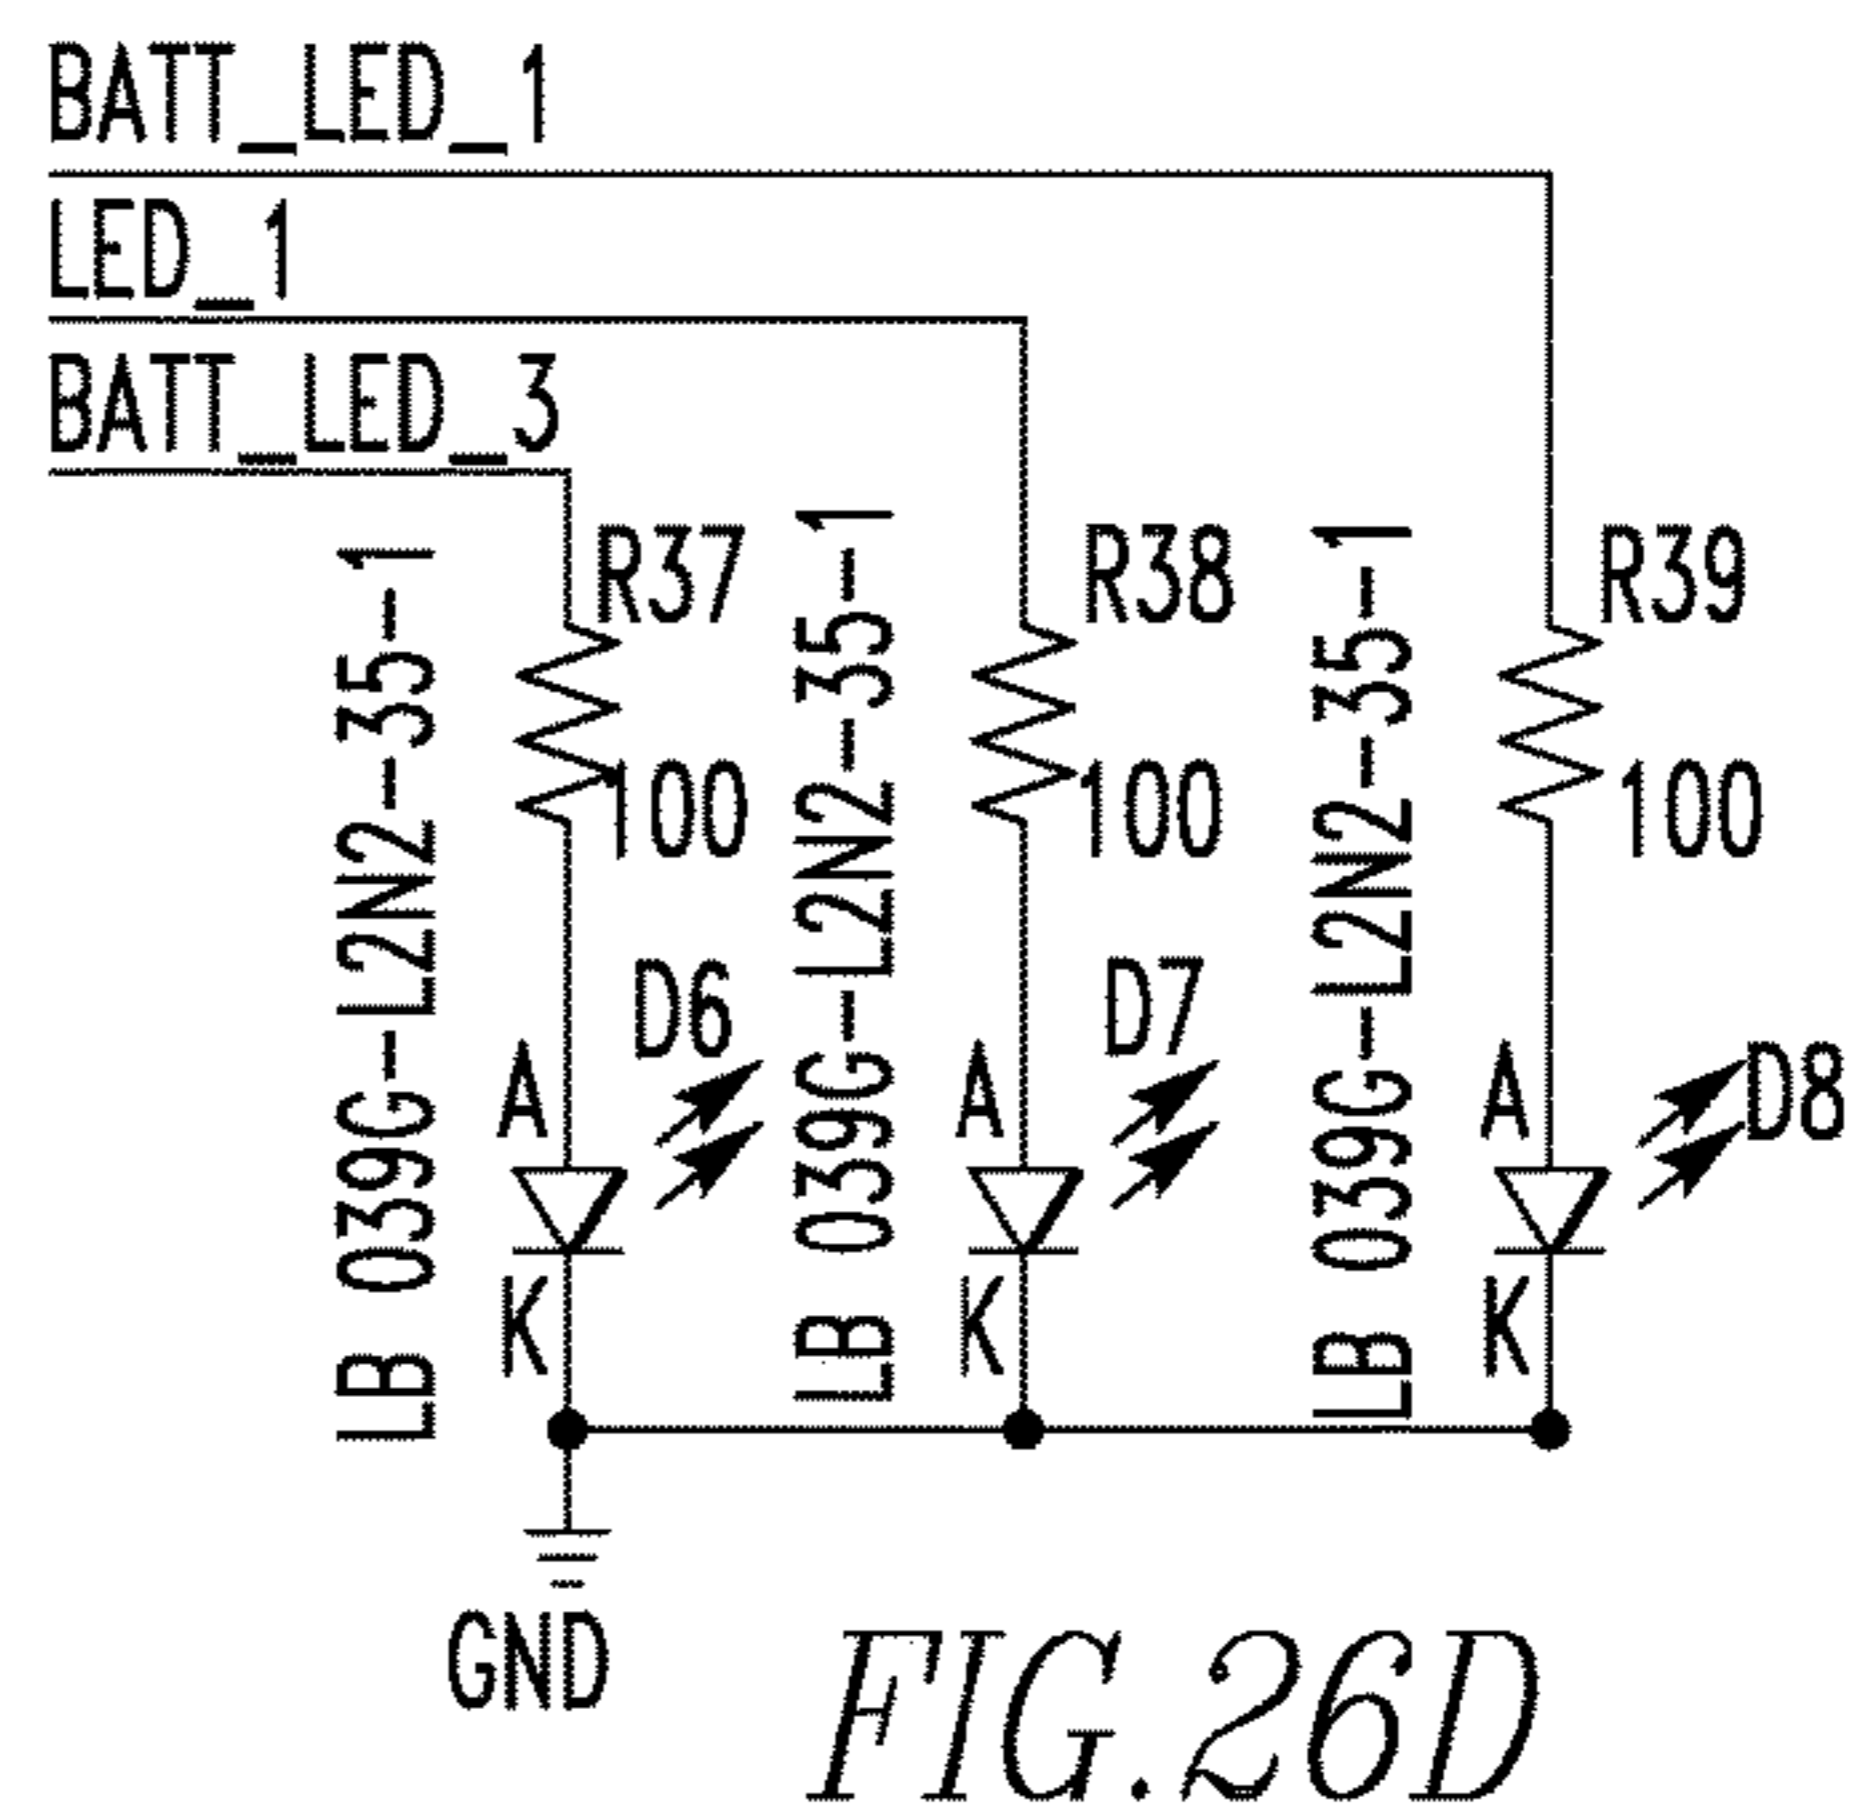 BATT_LED_1
LED_1
BATT_LED_3
R37
R38
R39
100
100
100
LB 039G-L2N2-35-1
LB 039G-L2N2-35-1
LB 039G-L2N2-35-1
D6
D7
D8
A
A
A
K
K
K
GND
FIG.26D